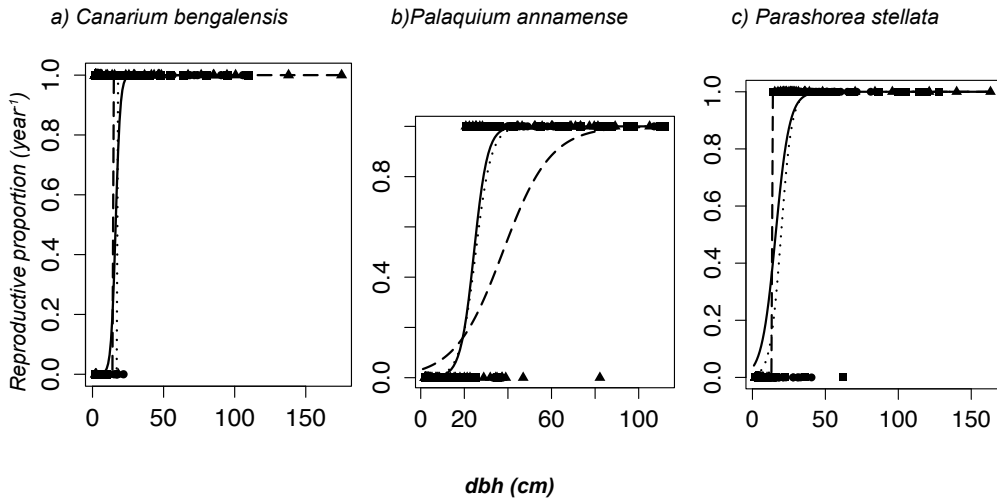 a) Canarium bengalensis
b)Palaquium annamense
c) Parashorea stellata
Reproductive proportion (year⁻¹)
0.0 0.2 0.4 0.6 0.8 1.0
0 50 100 150
0.0 0.4 0.8
0 20 60 100
0.0 0.2 0.4 0.6 0.8 1.0
0 50 100 150
dbh (cm)